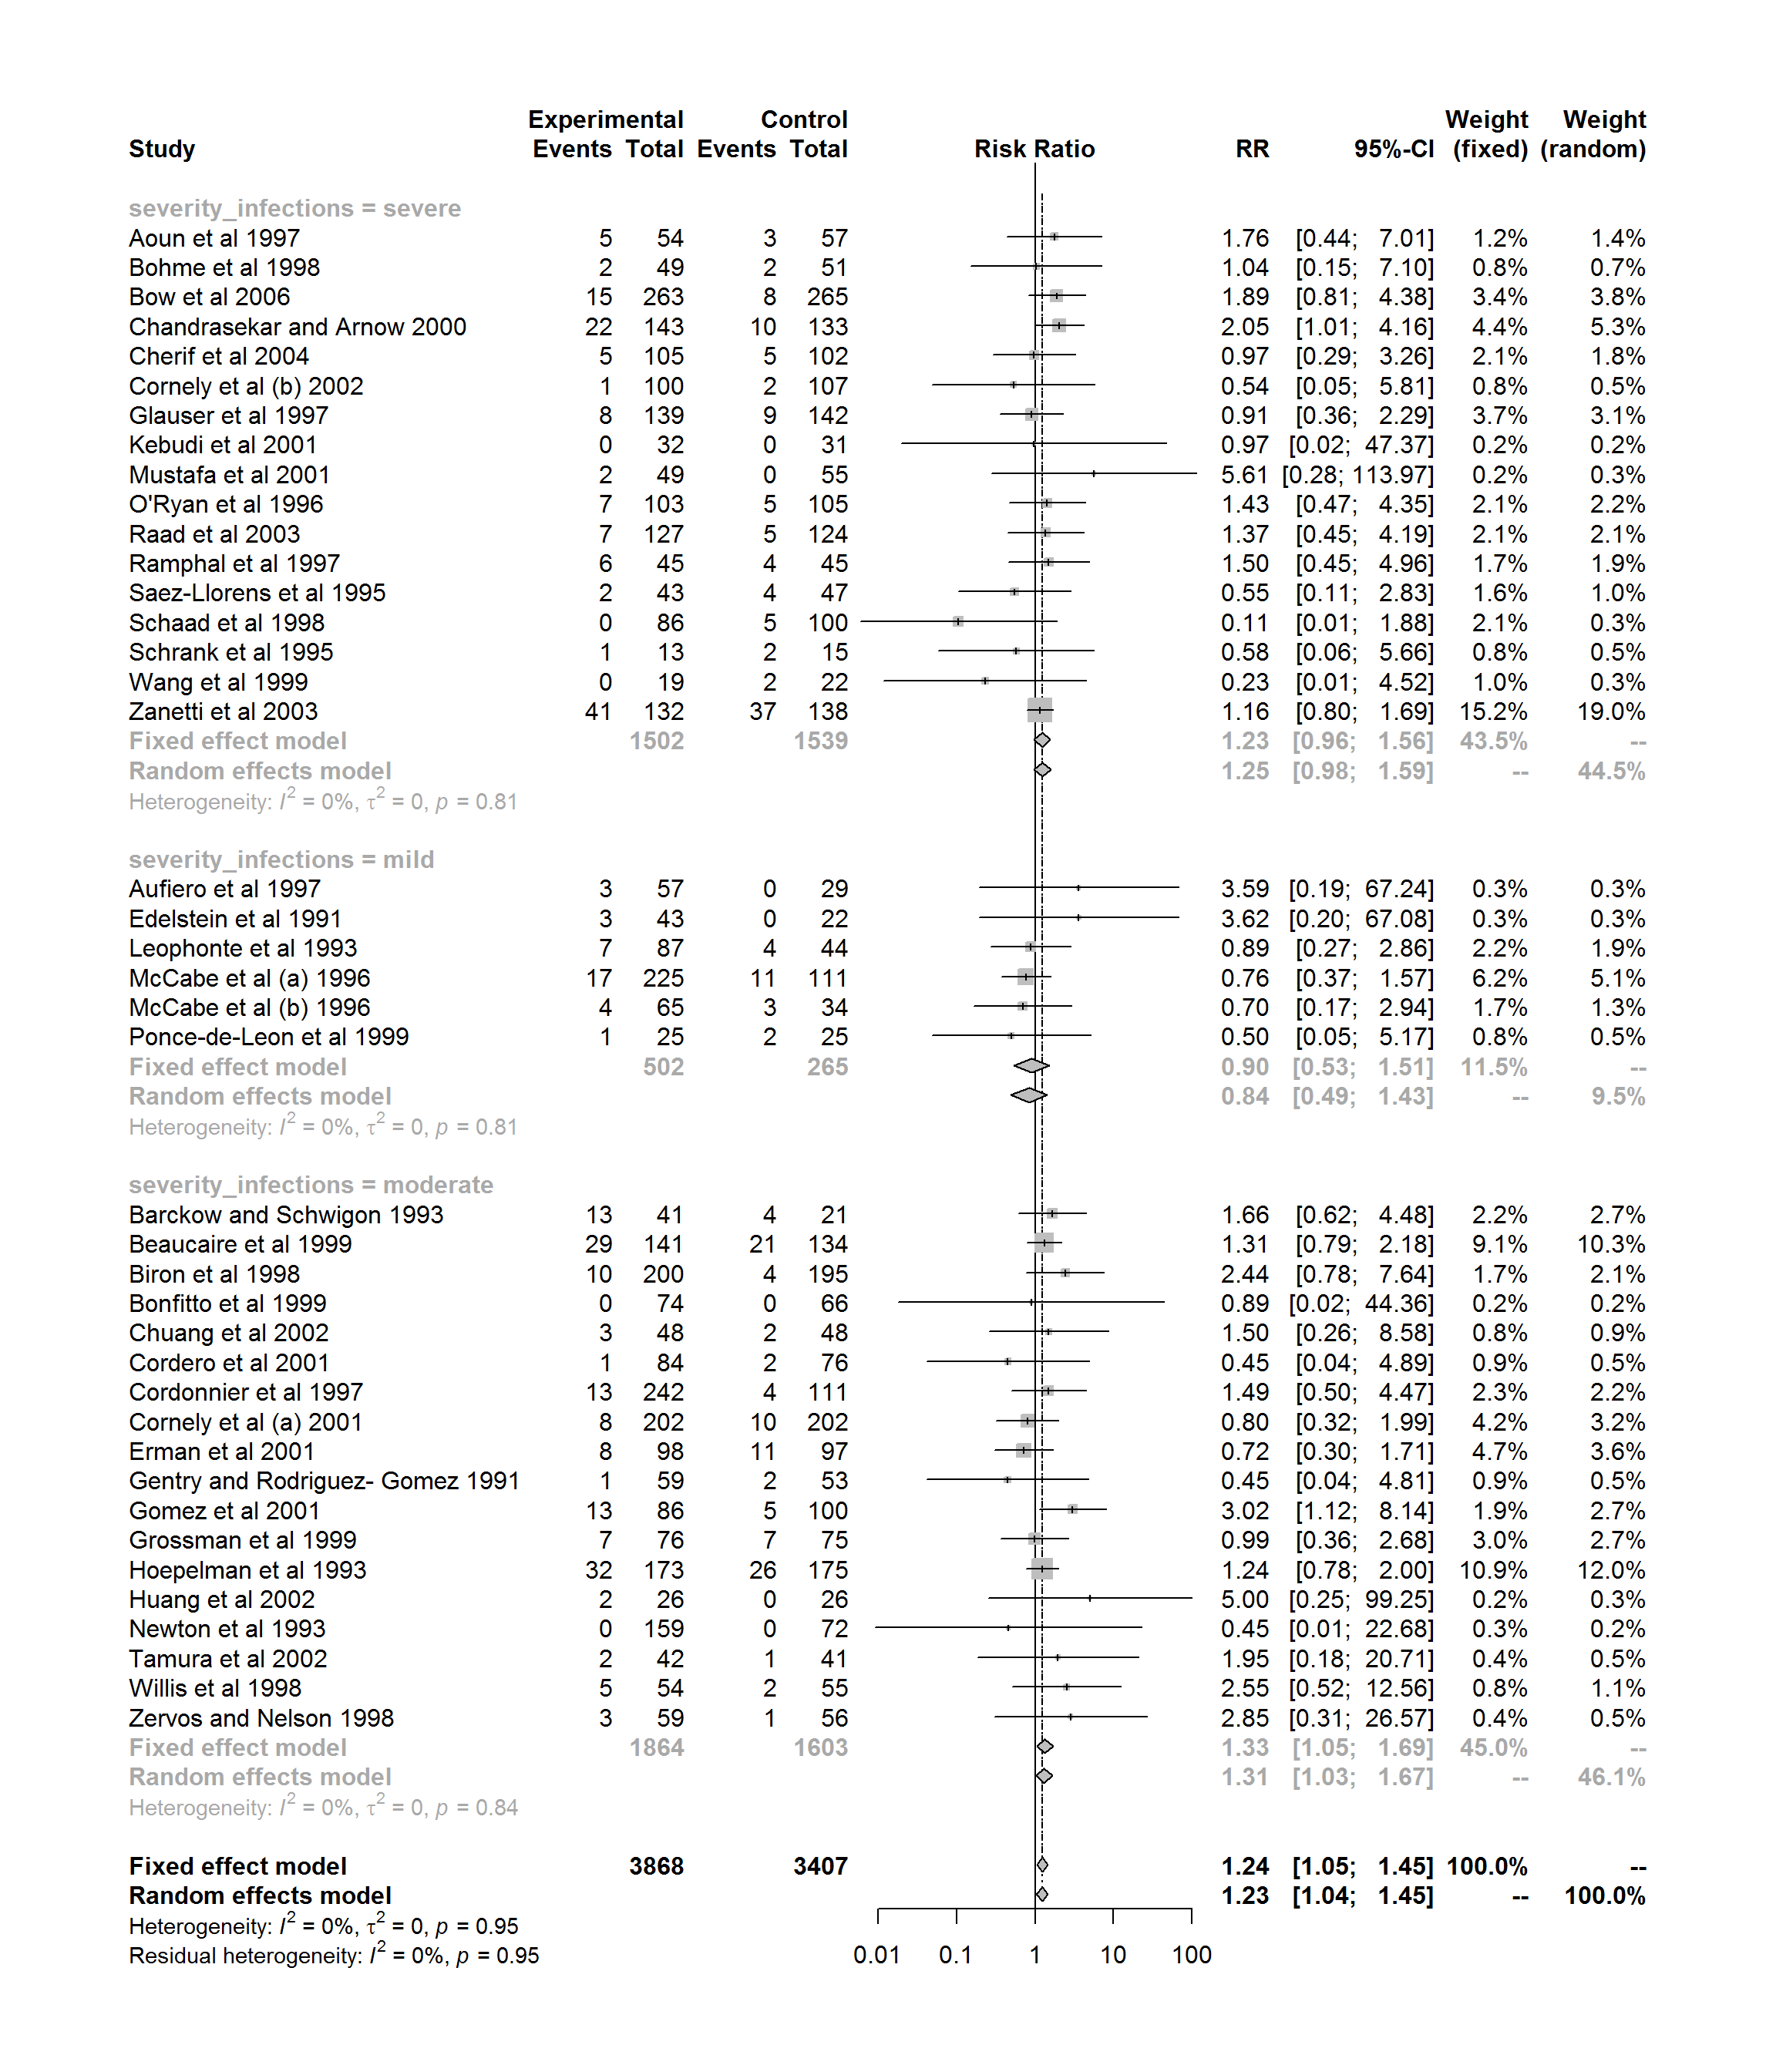 Experimental Control Weight Weight
Study Events Total Events Total Risk Ratio RR 95%-CI (fixed) (random)
severity_infections = severe
Aoun et al 1997 5 54 3 57 1.76 [0.44; 7.01] 1.2% 1.4%
Bohme et al 1998 2 49 2 51 1.04 [0.15; 7.10] 0.8% 0.7%
Bow et al 2006 15 263 8 265 1.89 [0.81; 4.38] 3.4% 3.8%
Chandrasekar and Arnow 2000 22 143 10 133 2.05 [1.01; 4.16] 4.4% 5.3%
Cherif et al 2004 5 105 5 102 0.97 [0.29; 3.26] 2.1% 1.8%
Cornely et al (b) 2002 1 100 2 107 0.54 [0.05; 5.81] 0.8% 0.5%
Glauser et al 1997 8 139 9 142 0.91 [0.36; 2.29] 3.7% 3.1%
Kebudi et al 2001 0 32 0 31 0.97 [0.02; 47.37] 0.2% 0.2%
Mustafa et al 2001 2 49 0 55 5.61 [0.28; 113.97] 0.2% 0.3%
O'Ryan et al 1996 7 103 5 105 1.43 [0.47; 4.35] 2.1% 2.2%
Raad et al 2003 7 127 5 124 1.37 [0.45; 4.19] 2.1% 2.1%
Ramphal et al 1997 6 45 4 45 1.50 [0.45; 4.96] 1.7% 1.9%
Saez-Llorens et al 1995 2 43 4 47 0.55 [0.11; 2.83] 1.6% 1.0%
Schaad et al 1998 0 86 5 100 0.11 [0.01; 1.88] 2.1% 0.3%
Schrank et al 1995 1 13 2 15 0.58 [0.06; 5.66] 0.8% 0.5%
Wang et al 1999 0 19 2 22 0.23 [0.01; 4.52] 1.0% 0.3%
Zanetti et al 2003 41 132 37 138 1.16 [0.80; 1.69] 15.2% 19.0%
Fixed effect model 1502 1539 1.23 [0.96; 1.56] 43.5% --
Random effects model 1.25 [0.98; 1.59] -- 44.5%
Heterogeneity: I² = 0%, τ² = 0, p = 0.81
severity_infections = mild
Aufiero et al 1997 3 57 0 29 3.59 [0.19; 67.24] 0.3% 0.3%
Edelstein et al 1991 3 43 0 22 3.62 [0.20; 67.08] 0.3% 0.3%
Leophonte et al 1993 7 87 4 44 0.89 [0.27; 2.86] 2.2% 1.9%
McCabe et al (a) 1996 17 225 11 111 0.76 [0.37; 1.57] 6.2% 5.1%
McCabe et al (b) 1996 4 65 3 34 0.70 [0.17; 2.94] 1.7% 1.3%
Ponce-de-Leon et al 1999 1 25 2 25 0.50 [0.05; 5.17] 0.8% 0.5%
Fixed effect model 502 265 0.90 [0.53; 1.51] 11.5% --
Random effects model 0.84 [0.49; 1.43] -- 9.5%
Heterogeneity: I² = 0%, τ² = 0, p = 0.81
severity_infections = moderate
Barckow and Schwigon 1993 13 41 4 21 1.66 [0.62; 4.48] 2.2% 2.7%
Beaucaire et al 1999 29 141 21 134 1.31 [0.79; 2.18] 9.1% 10.3%
Biron et al 1998 10 200 4 195 2.44 [0.78; 7.64] 1.7% 2.1%
Bonfitto et al 1999 0 74 0 66 0.89 [0.02; 44.36] 0.2% 0.2%
Chuang et al 2002 3 48 2 48 1.50 [0.26; 8.58] 0.8% 0.9%
Cordero et al 2001 1 84 2 76 0.45 [0.04; 4.89] 0.9% 0.5%
Cordonnier et al 1997 13 242 4 111 1.49 [0.50; 4.47] 2.3% 2.2%
Cornely et al (a) 2001 8 202 10 202 0.80 [0.32; 1.99] 4.2% 3.2%
Erman et al 2001 8 98 11 97 0.72 [0.30; 1.71] 4.7% 3.6%
Gentry and Rodriguez- Gomez 1991 1 59 2 53 0.45 [0.04; 4.81] 0.9% 0.5%
Gomez et al 2001 13 86 5 100 3.02 [1.12; 8.14] 1.9% 2.7%
Grossman et al 1999 7 76 7 75 0.99 [0.36; 2.68] 3.0% 2.7%
Hoepelman et al 1993 32 173 26 175 1.24 [0.78; 2.00] 10.9% 12.0%
Huang et al 2002 2 26 0 26 5.00 [0.25; 99.25] 0.2% 0.3%
Newton et al 1993 0 159 0 72 0.45 [0.01; 22.68] 0.3% 0.2%
Tamura et al 2002 2 42 1 41 1.95 [0.18; 20.71] 0.4% 0.5%
Willis et al 1998 5 54 2 55 2.55 [0.52; 12.56] 0.8% 1.1%
Zervos and Nelson 1998 3 59 1 56 2.85 [0.31; 26.57] 0.4% 0.5%
Fixed effect model 1864 1603 1.33 [1.05; 1.69] 45.0% --
Random effects model 1.31 [1.03; 1.67] -- 46.1%
Heterogeneity: I² = 0%, τ² = 0, p = 0.84
Fixed effect model 3868 3407 1.24 [1.05; 1.45] 100.0% --
Random effects model 1.23 [1.04; 1.45] -- 100.0%
Heterogeneity: I² = 0%, τ² = 0, p = 0.95
Residual heterogeneity: I² = 0%, p = 0.95
0.01 0.1 1 10 100